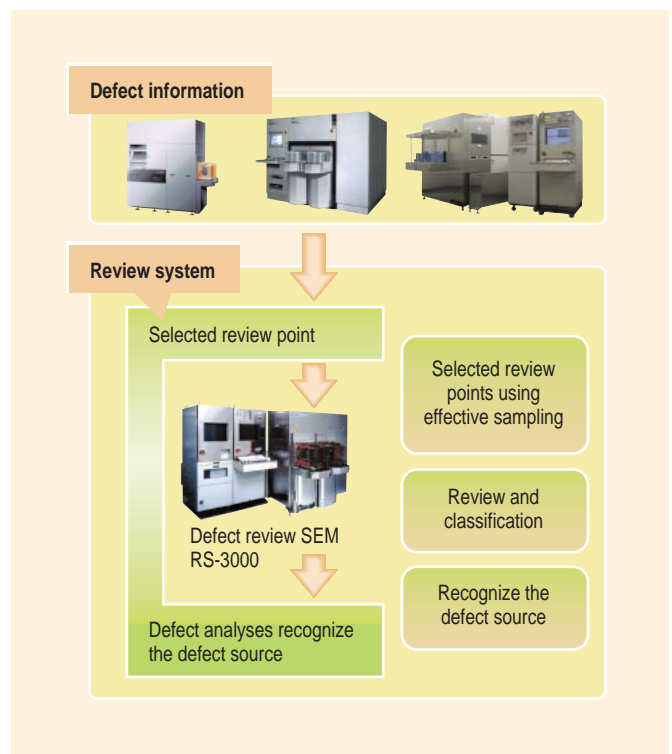 Defect information
Review system
Selected review point
Defect review SEM
RS-3000
Defect analyses recognize
the defect source
Selected review
points using
effective sampling
Review and
classification
Recognize the
defect source